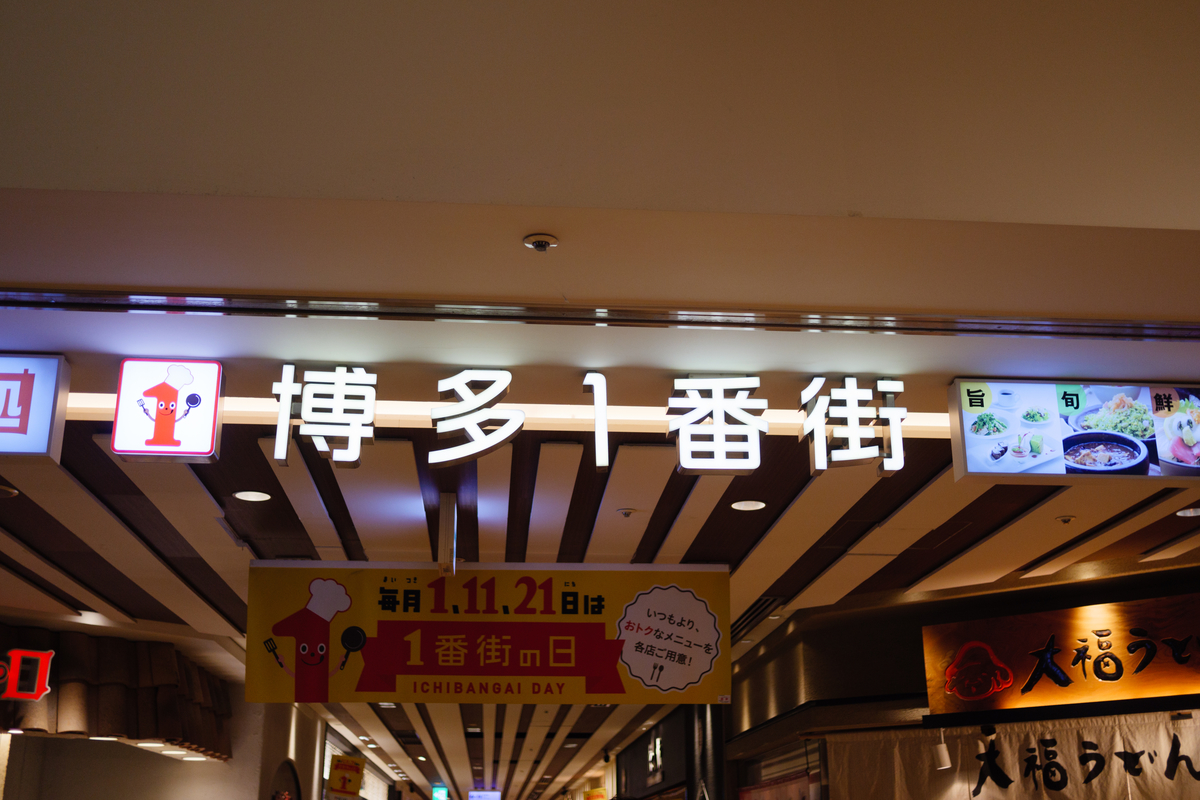 博多1番街
旨
旬
鮮
まいつき にち
毎月1、11、21日は
1番街の日
ICHIBANGAI DAY
いつもより、
おトクなメニューを
各店ご用意!
大福うど
大福うどん